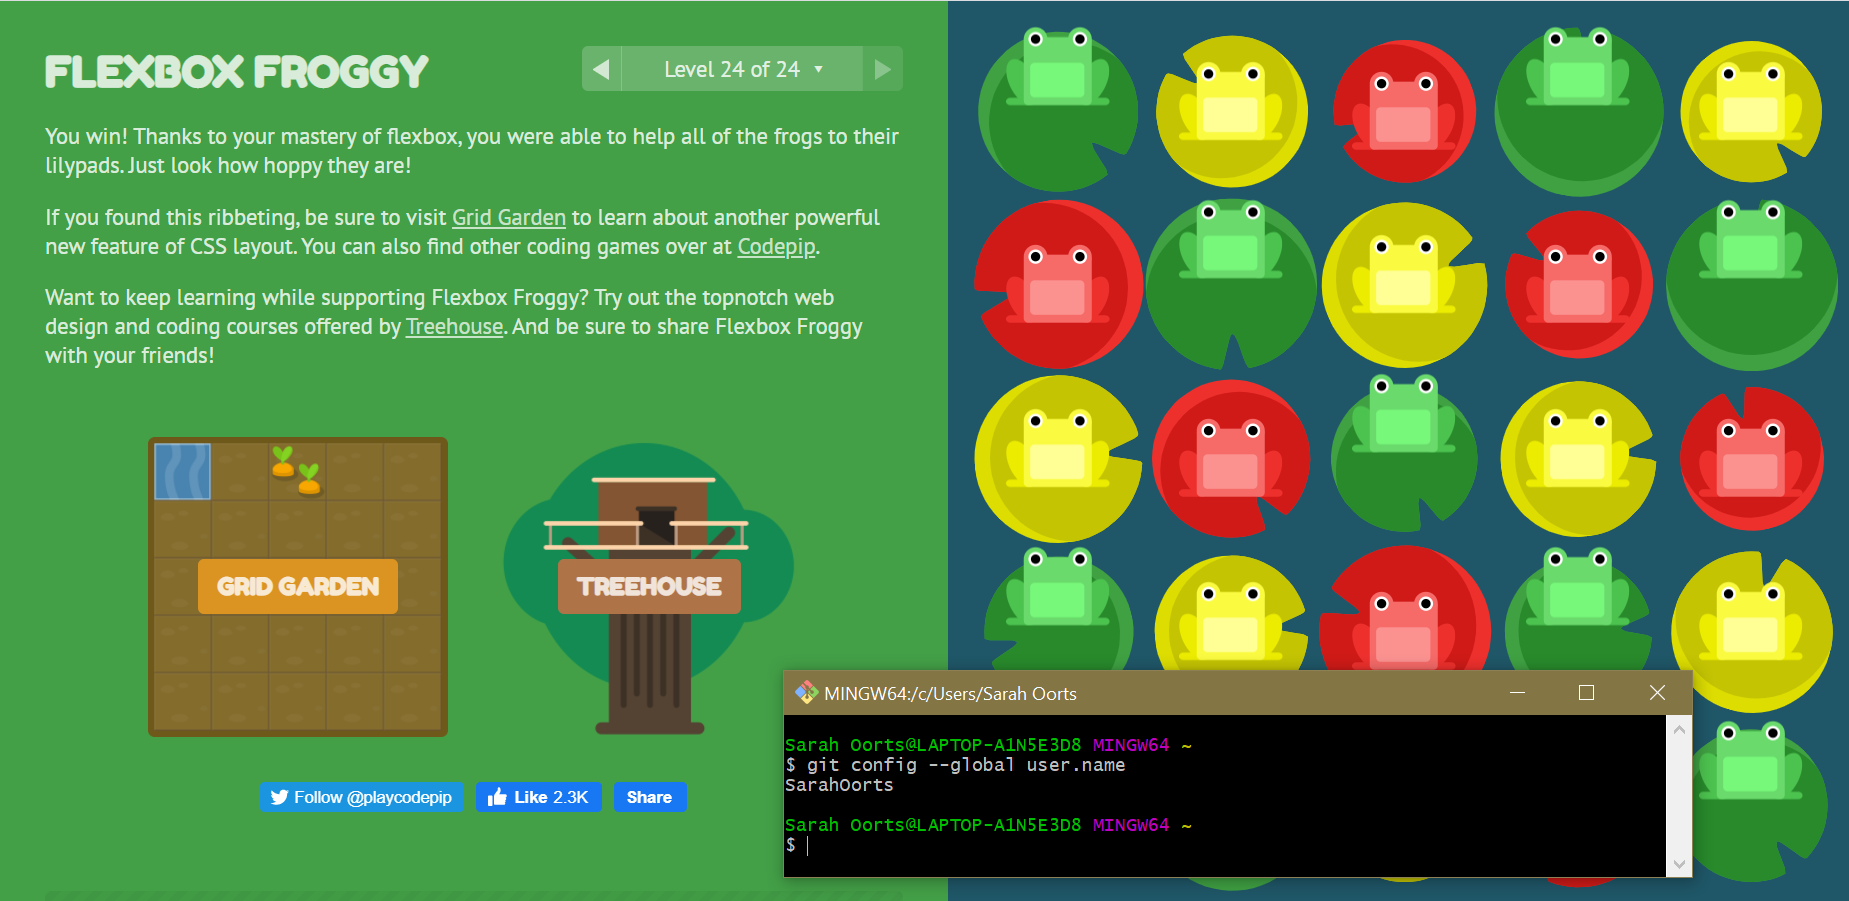 FLEXBOX FROGGY
Level 24 of 24
You win! Thanks to your mastery of flexbox, you were able to help all of the frogs to their
lilypads. Just look how hoppy they are!
If you found this ribbeting, be sure to visit Grid Garden to learn about another powerful
new feature of CSS layout. You can also find other coding games over at Codepip.
Want to keep learning while supporting Flexbox Froggy? Try out the topnotch web
design and coding courses offered by Treehouse. And be sure to share Flexbox Froggy
with your friends!
GRID GARDEN
TREEHOUSE
Follow @playcodepip
Like 2.3K
Share
MINGW64:/c/Users/Sarah Oorts
Sarah Oorts@LAPTOP-A1N5E3D8 MINGW64 ~
$ git config --global user.name
SarahOorts
Sarah Oorts@LAPTOP-A1N5E3D8 MINGW64 ~
$